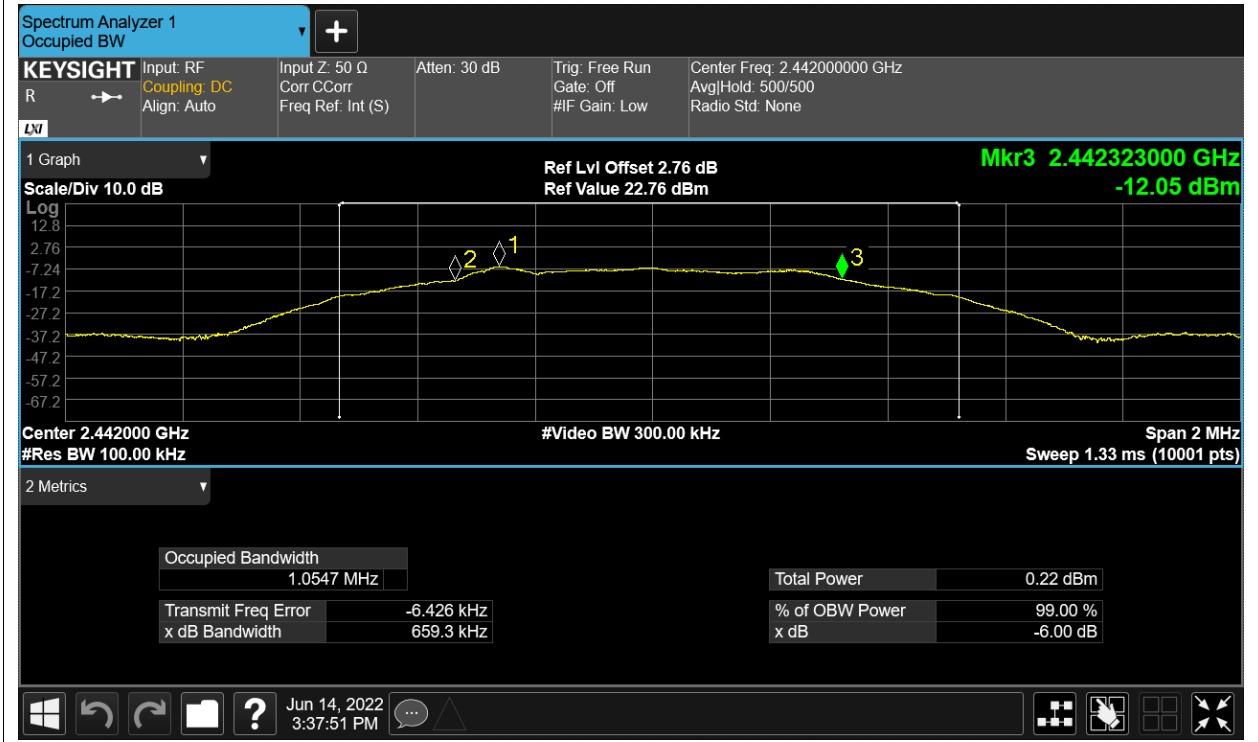 Spectrum Analyzer 1
Occupied BW
KEYSIGHT
R
LXI
Input: RF
Coupling: DC
Align: Auto
Input Z: 50 Ω
Corr CCorr
Freq Ref: Int (S)
Atten: 30 dB
Trig: Free Run
Gate: Off
#IF Gain: Low
Center Freq: 2.442000000 GHz
Avg|Hold: 500/500
Radio Std: None
1 Graph
Scale/Div 10.0 dB
Ref Lvl Offset 2.76 dB
Ref Value 22.76 dBm
Mkr3 2.442323000 GHz
-12.05 dBm
Log
12.8
2.76
-7.24
-17.2
-27.2
-37.2
-47.2
-57.2
-67.2
2
1
3
Center 2.442000 GHz
#Video BW 300.00 kHz
Span 2 MHz
#Res BW 100.00 kHz
Sweep 1.33 ms (10001 pts)
2 Metrics
Occupied Bandwidth
1.0547 MHz
Total Power 0.22 dBm
Transmit Freq Error -6.426 kHz
% of OBW Power 99.00 %
x dB Bandwidth 659.3 kHz
x dB -6.00 dB
?
Jun 14, 2022
3:37:51 PM